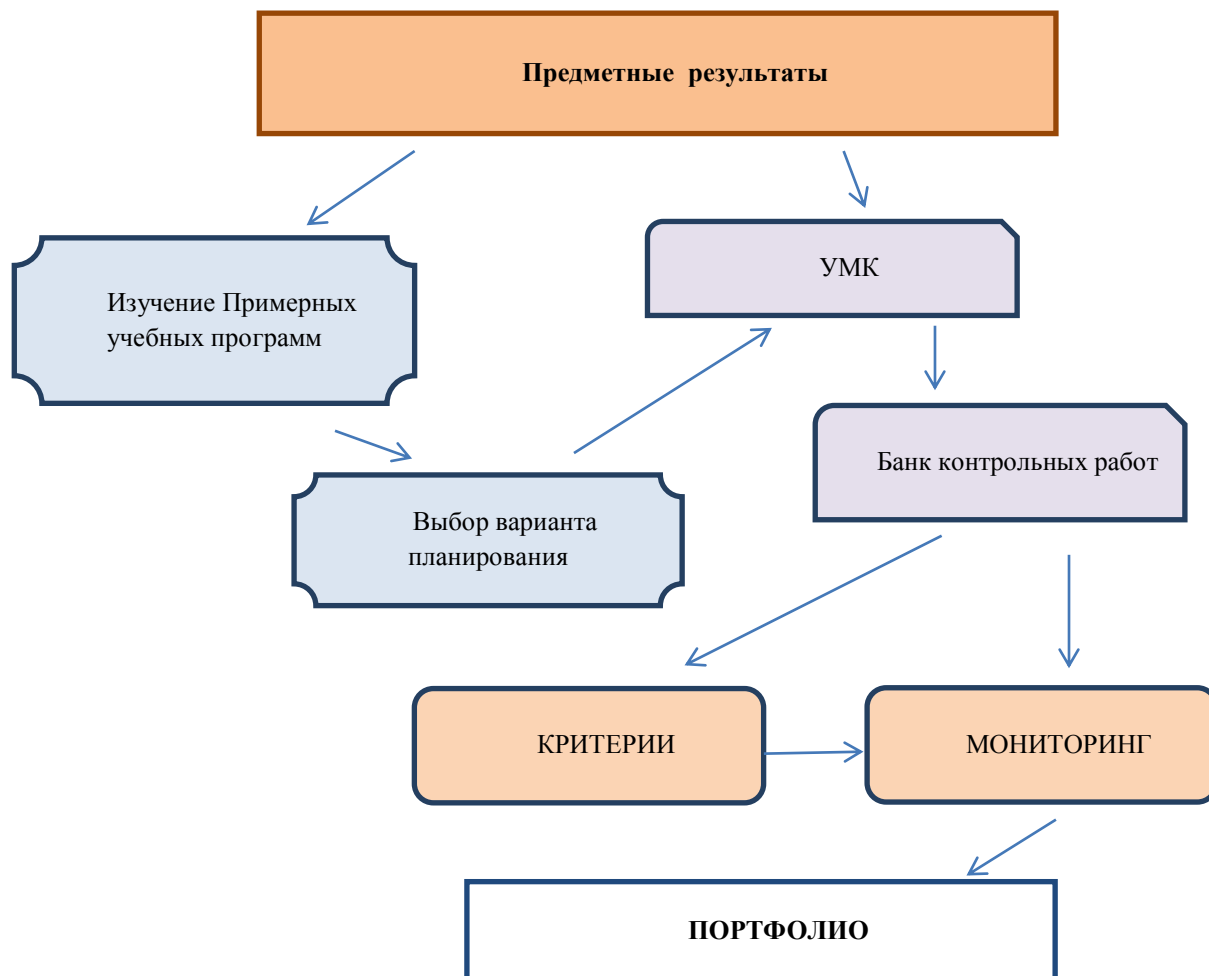 Предметные результаты
УМК
Изучение Примерных
учебных программ
Банк контрольных работ
Выбор варианта
планирования
КРИТЕРИИ
МОНИТОРИНГ
ПОРТФОЛИО